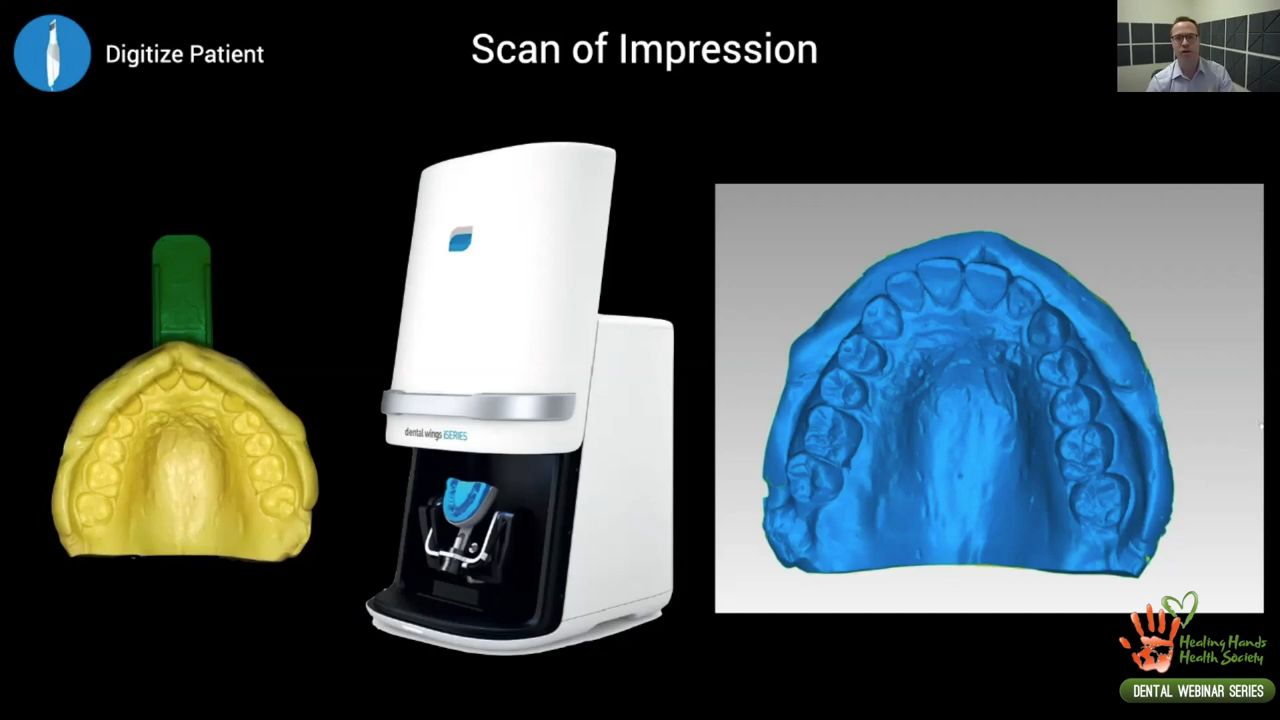 Digitize Patient
Scan of Impression
dental wings iSERIES
Healing Hands
Health Society
DENTAL WEBINAR SERIES